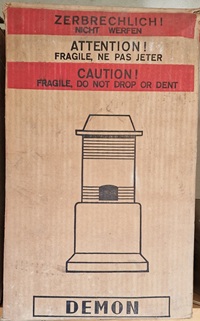 ZERBRECHLICH!
NICHT WERFEN
ATTENTION!
FRAGILE, NE PAS JETER
CAUTION!
FRAGILE, DO NOT DROP OR DENT
DEMON